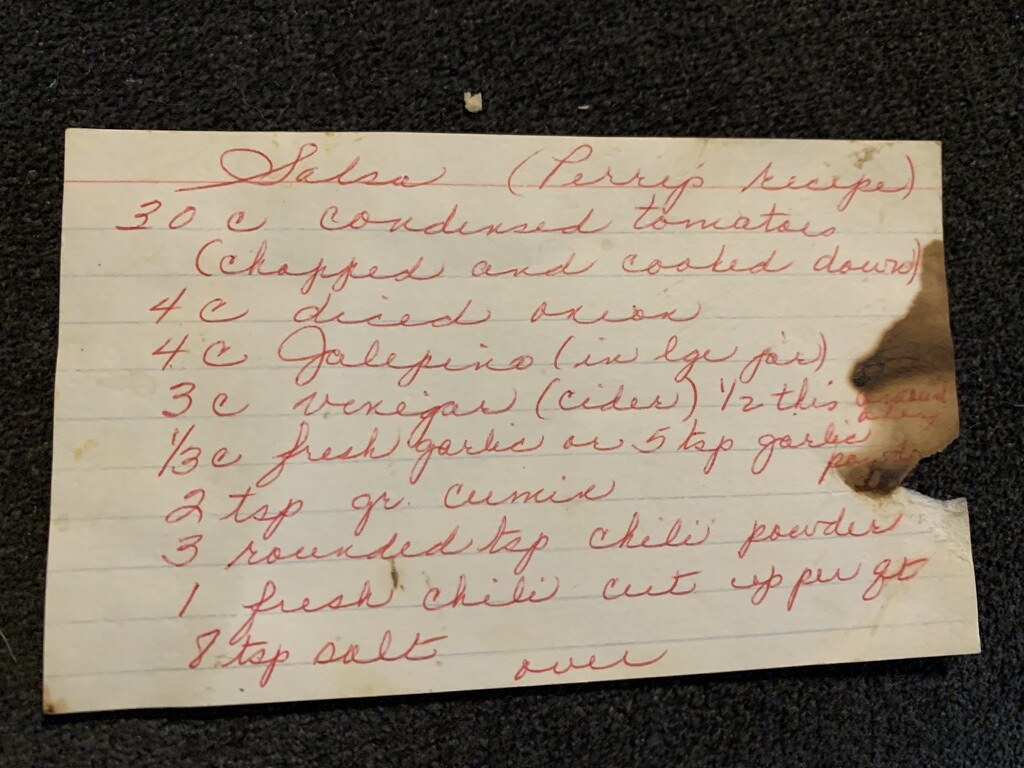 Salsa (Perrip recipe)
30 c condensed tomatoes
(chopped and cooked down)
4 c diced onion
4 c Jalepino (in lge jar)
3 c vinegar (cider) 1/2 this amount
okay
1/3 c fresh garlic or 5 tsp garlic
powder
2 tsp gr. cumin
3 rounded tsp chili powder
1 fresh chili cut up per qt
8 tsp salt
over